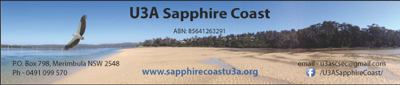 U3A Sapphire Coast
ABN: 85641263291
P.O. Box 798, Merimbula NSW 2548
Ph - 0491 099 570
www.sapphirecoastu3a.org
email - u3ascsec@gmail.com
/U3ASapphireCoast/